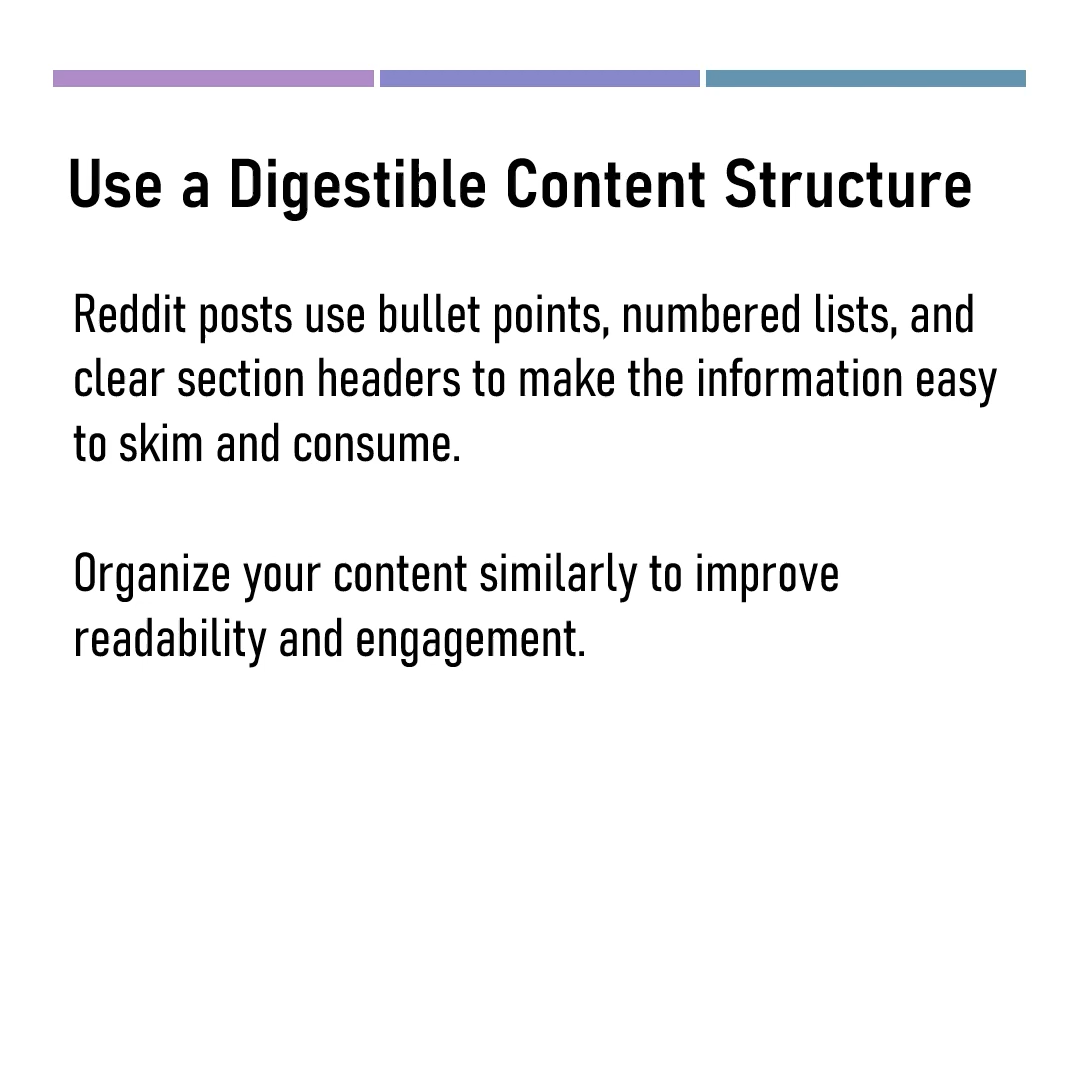 Use a Digestible Content Structure
Reddit posts use bullet points, numbered lists, and
clear section headers to make the information easy
to skim and consume.
Organize your content similarly to improve
readability and engagement.